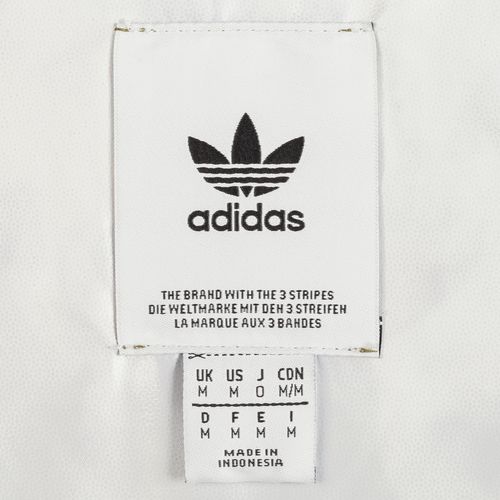 adidas
THE BRAND WITH THE 3 STRIPES
DIE WELTMARKE MIT DEN 3 STREIFEN
LA MARQUE AUX 3 BANDES
UK US J CDN
M M O M/M
D F E I
M M M M
MADE IN
INDONESIA